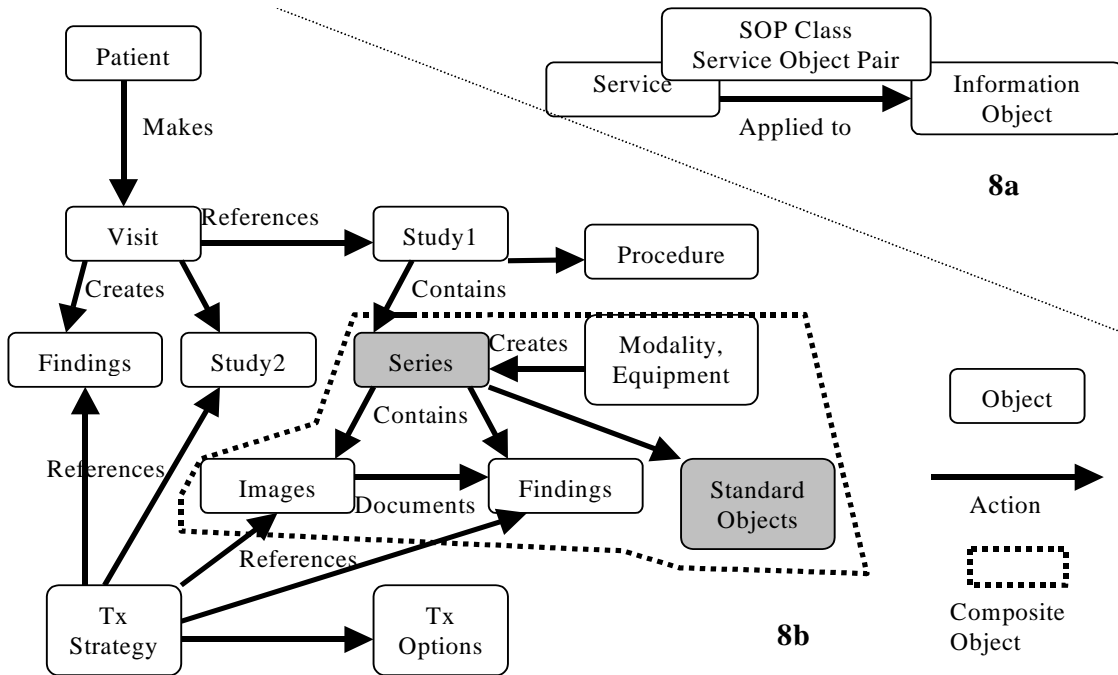 Patient
SOP Class
Service Object Pair
Service
Information
Object
Makes
Applied to
8a
References
Visit
Study1
Procedure
Creates
Contains
Findings
Study2
Series
Creates
Modality,
Equipment
Object
Contains
References
Images
Documents
Findings
Standard
Objects
Action
References
Tx
Strategy
Tx
Options
8b
Composite
Object